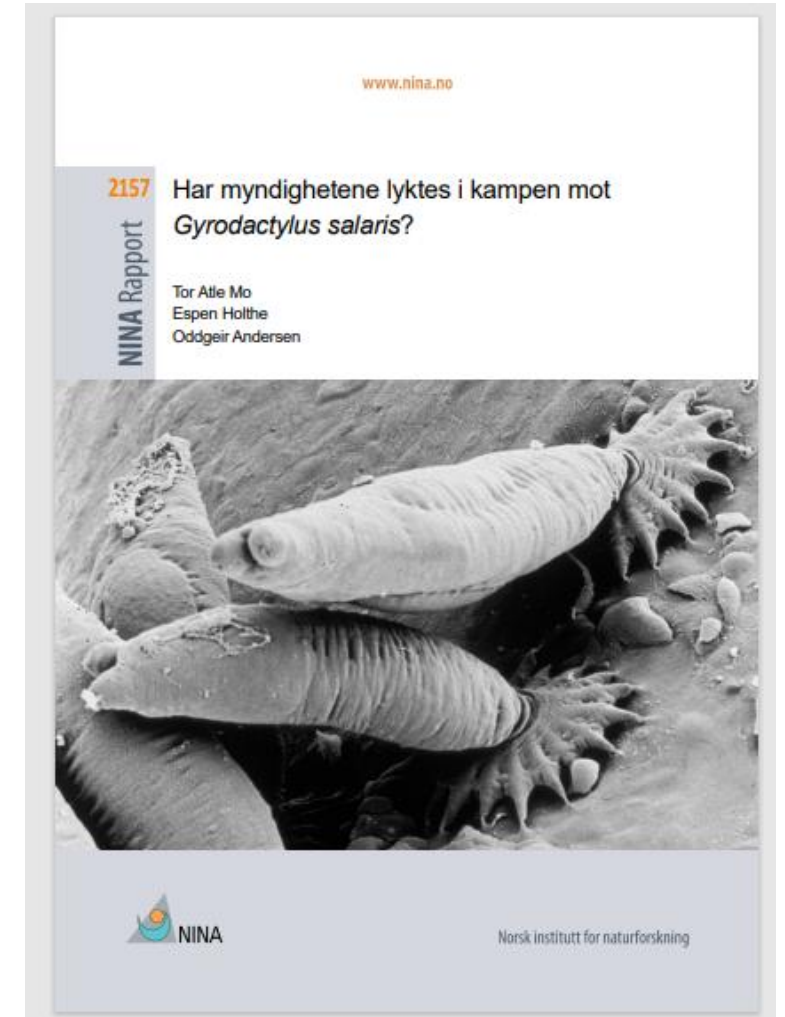 www.nina.no
2157
NINA Rapport
Har myndighetene lyktes i kampen mot
Gyrodactylus salaris?
Tor Atle Mo
Espen Holthe
Oddgeir Andersen
NINA
Norsk institutt for naturforskning